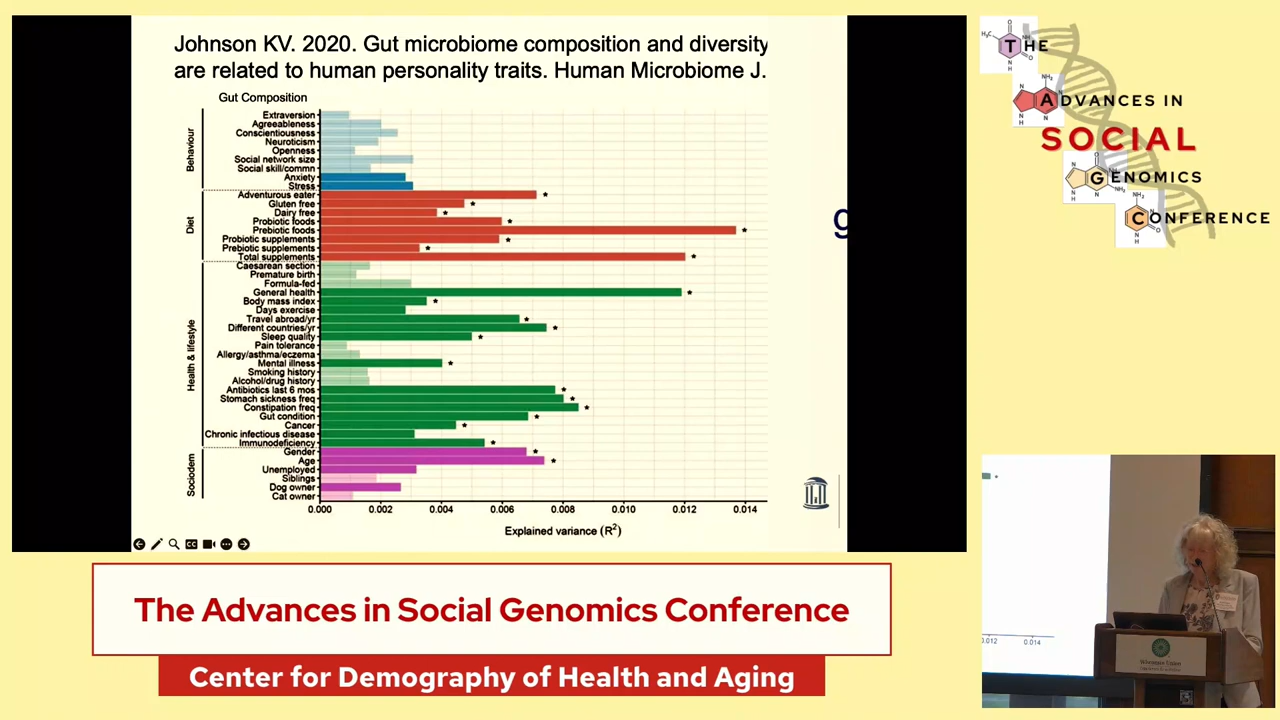 Johnson KV. 2020. Gut microbiome composition and diversity
are related to human personality traits. Human Microbiome J.
Gut Composition
Behaviour
Extraversion
Agreeableness
Conscientiousness
Neuroticism
Openness
Social network size
Social skill/commn
Anxiety
Stress
Diet
Adventurous eater
Gluten free
Dairy free
Probiotic foods
Prebiotic foods
Probiotic supplements
Prebiotic supplements
Total supplements
Health & lifestyle
Caesarean section
Premature birth
Formula-fed
General health
Body mass index
Days exercise
Travel abroad/yr
Different countries/yr
Sleep quality
Pain tolerance
Allergy/asthma/eczema
Mental illness
Smoking history
Alcohol/drug history
Antibiotics last 6 mos
Stomach sickness freq
Constipation freq
Gut condition
Cancer
Chronic infectious disease
Immunodeficiency
Sociodem
Gender
Age
Unemployed
Siblings
Dog owner
Cat owner
0.000 0.002 0.004 0.006 0.008 0.010 0.012 0.014
Explained variance (R²)
g
THE
ADVANCES IN
SOCIAL
GENOMICS
CONFERENCE
0.012 0.014
The Advances in Social Genomics Conference
Center for Demography of Health and Aging